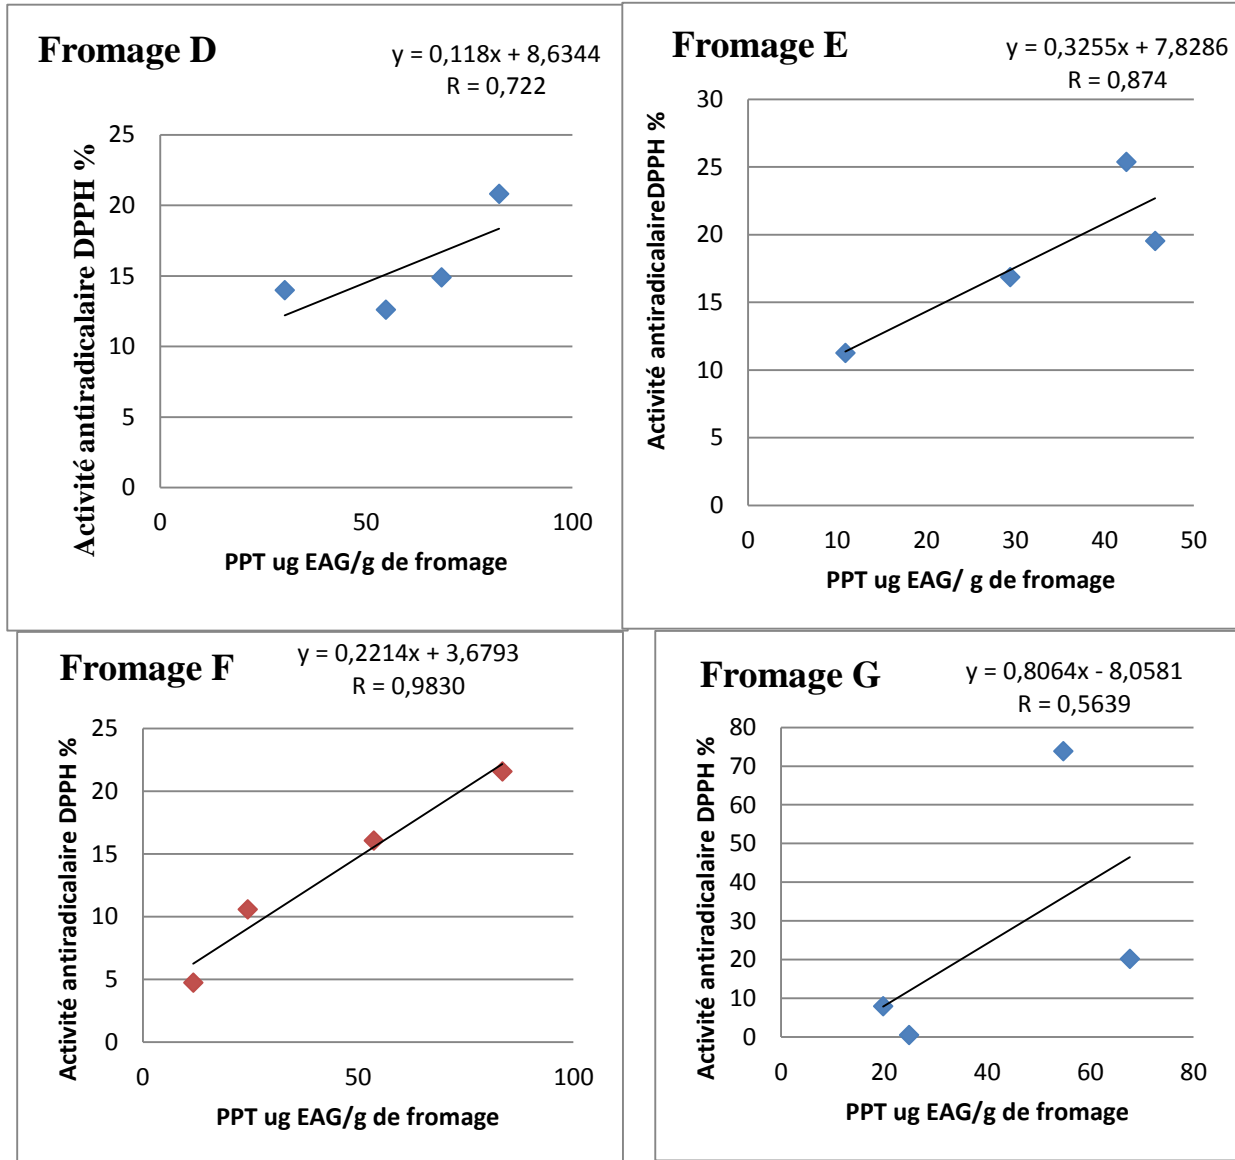 Fromage D
y = 0,118x + 8,6344
R = 0,722
Activité antiradicalaire DPPH %
25
20
15
10
5
0
0 50 100
PPT ug EAG/g de fromage
Fromage E
y = 0,3255x + 7,8286
R = 0,874
Activité antiradicalaireDPPH %
30
25
20
15
10
5
0
0 10 20 30 40 50
PPT ug EAG/ g de fromage
Fromage F
y = 0,2214x + 3,6793
R = 0,9830
Activité antiradicalaire DPPH %
25
20
15
10
5
0
0 50 100
PPT ug EAG/g de fromage
Fromage G
y = 0,8064x - 8,0581
R = 0,5639
Activité antiradicalaire DPPH %
80
70
60
50
40
30
20
10
0
0 20 40 60 80
PPT ug EAG/g de fromage